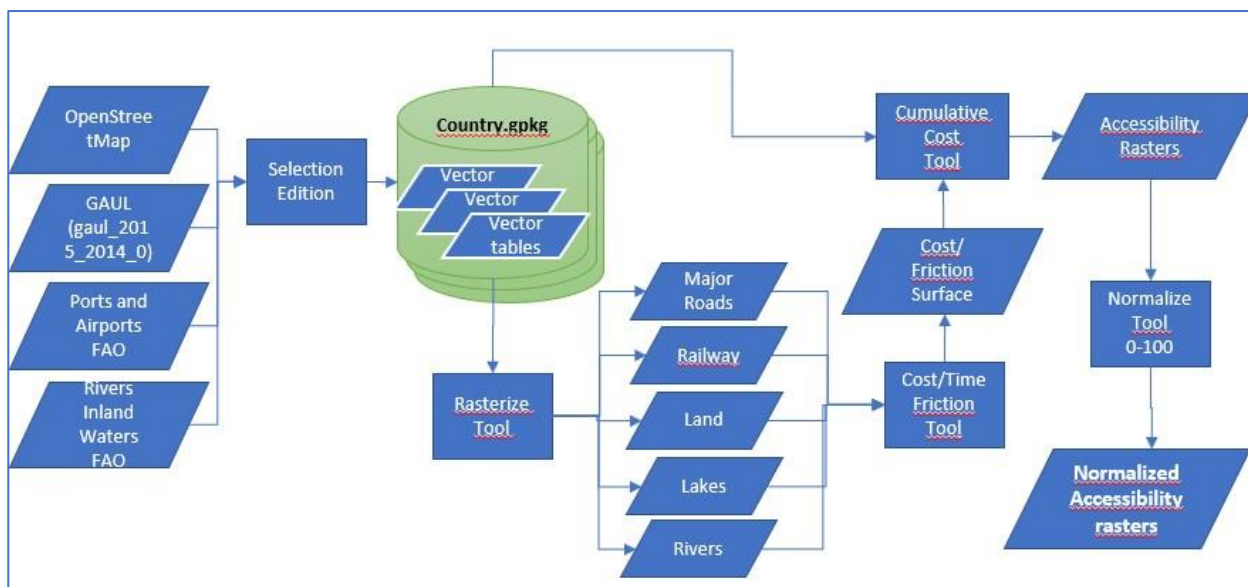 OpenStree
tMap
GAUL
(gaul_201
5_2014_0)
Ports and
Airports
FAO
Rivers
Inland
Waters
FAO
Selection
Edition
Country.gpkg
Vector
Vector
Vector
tables
Rasterize
Tool
Major
Roads
Railway
Land
Lakes
Rivers
Cumulative
Cost
Tool
Cost/
Friction
Surface
Cost/Time
Friction
Tool
Accessibility
Rasters
Normalize
Tool
0-100
Normalized
Accessibility
rasters